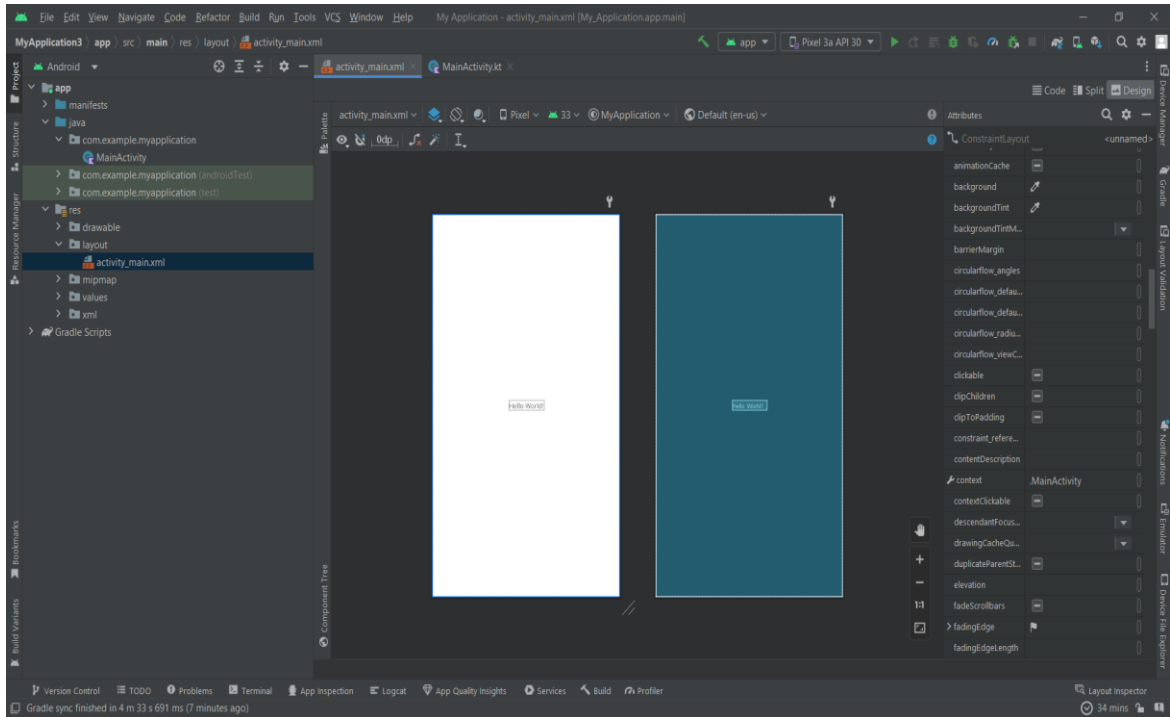 File Edit View Navigate Code Refactor Build Run Tools VCS Window Help My Application - activity_main.xml [My_Application.app.main]
MyApplication3 app src main res layout activity_main.xml
app Pixel 3a API 30
Project
Android
activity_main.xml
MainActivity.kt
Code Split Design
app
manifests
java
com.example.myapplication
MainActivity
com.example.myapplication (androidTest)
com.example.myapplication (test)
res
drawable
layout
activity_main.xml
mipmap
values
xml
Gradle Scripts
Structure
Resource Manager
Bookmarks
Build Variants
Palette
activity_main.xml Pixel 33 MyApplication Default (en-us)
0dp
Hello World!
Hello World!
Component Tree
1:1
Attributes
ConstraintLayout <unnamed>
animationCache
background
backgroundTint
backgroundTintM...
barrierMargin
circularflow_angles
circularflow_defau...
circularflow_defau...
circularflow_radiu...
circularflow_viewC...
clickable
clipChildren
clipToPadding
constraint_refere...
contentDescription
context .MainActivity
contextClickable
descendantFocus...
drawingCacheQu...
duplicateParentSt...
elevation
fadeScrollbars
fadingEdge
fadingEdgeLength
Device Manager
Gradle
Layout Validation
Notifications
Emulator
Device File Explorer
Version Control TODO Problems Terminal App Inspection Logcat App Quality Insights Services Build Profiler Layout Inspector
Gradle sync finished in 4 m 33 s 691 ms (7 minutes ago) 34 mins